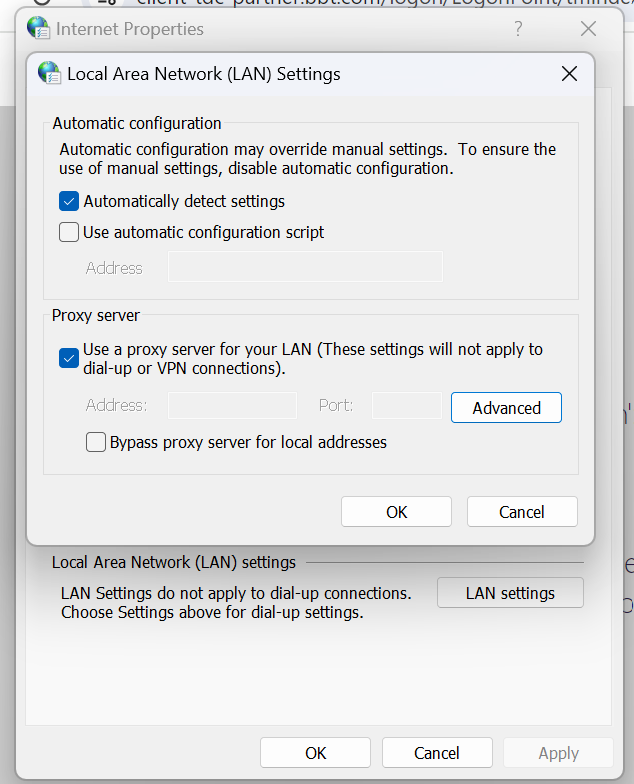 client-tdc-partner.bbt.com/logon/LogonPoint/tmindex
Internet Properties
?
Local Area Network (LAN) Settings
Automatic configuration
Automatic configuration may override manual settings. To ensure the
use of manual settings, disable automatic configuration.
Automatically detect settings
Use automatic configuration script
Address
Proxy server
Use a proxy server for your LAN (These settings will not apply to
dial-up or VPN connections).
Address:
Port:
Advanced
Bypass proxy server for local addresses
OK
Cancel
Local Area Network (LAN) settings
LAN Settings do not apply to dial-up connections.
Choose Settings above for dial-up settings.
LAN settings
OK
Cancel
Apply